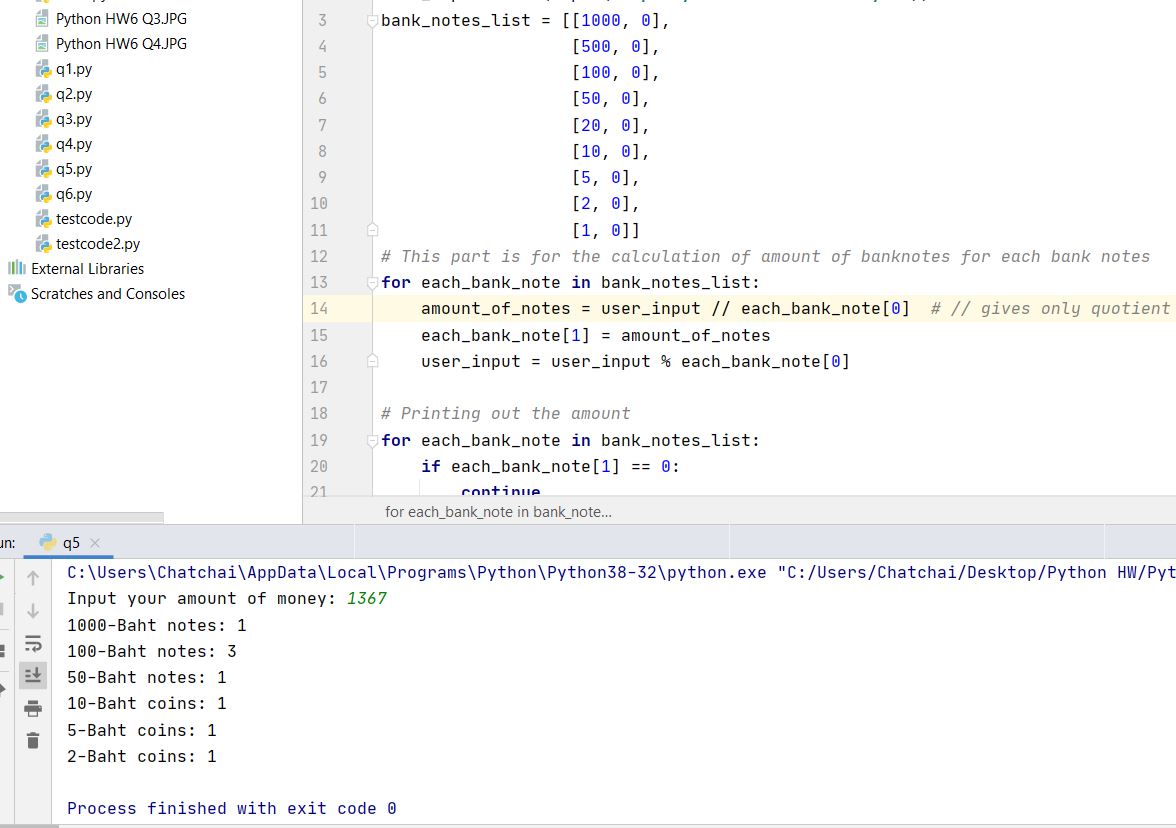 Python HW6 Q3.JPG
Python HW6 Q4.JPG
q1.py
q2.py
q3.py
q4.py
q5.py
q6.py
testcode.py
testcode2.py
External Libraries
Scratches and Consoles
3 bank_notes_list = [[1000, 0],
4 [500, 0],
5 [100, 0],
6 [50, 0],
7 [20, 0],
8 [10, 0],
9 [5, 0],
10 [2, 0],
11 [1, 0]]
12 # This part is for the calculation of amount of banknotes for each bank notes
13 for each_bank_note in bank_notes_list:
14 amount_of_notes = user_input // each_bank_note[0]  # // gives only quotient
15 each_bank_note[1] = amount_of_notes
16 user_input = user_input % each_bank_note[0]
17
18 # Printing out the amount
19 for each_bank_note in bank_notes_list:
20 if each_bank_note[1] == 0:
21 continue
for each_bank_note in bank_note...
un: q5
C:\Users\Chatchai\AppData\Local\Programs\Python\Python38-32\python.exe "C:/Users/Chatchai/Desktop/Python HW/Pyt
Input your amount of money: 1367
1000-Baht notes: 1
100-Baht notes: 3
50-Baht notes: 1
10-Baht coins: 1
5-Baht coins: 1
2-Baht coins: 1
Process finished with exit code 0